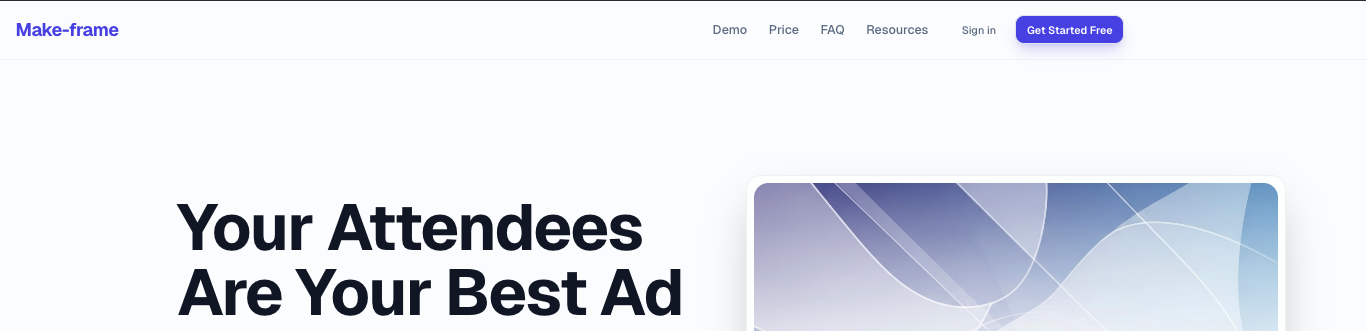 Make-frame
Demo Price FAQ Resources Sign in Get Started Free
Your Attendees
Are Your Best Ad